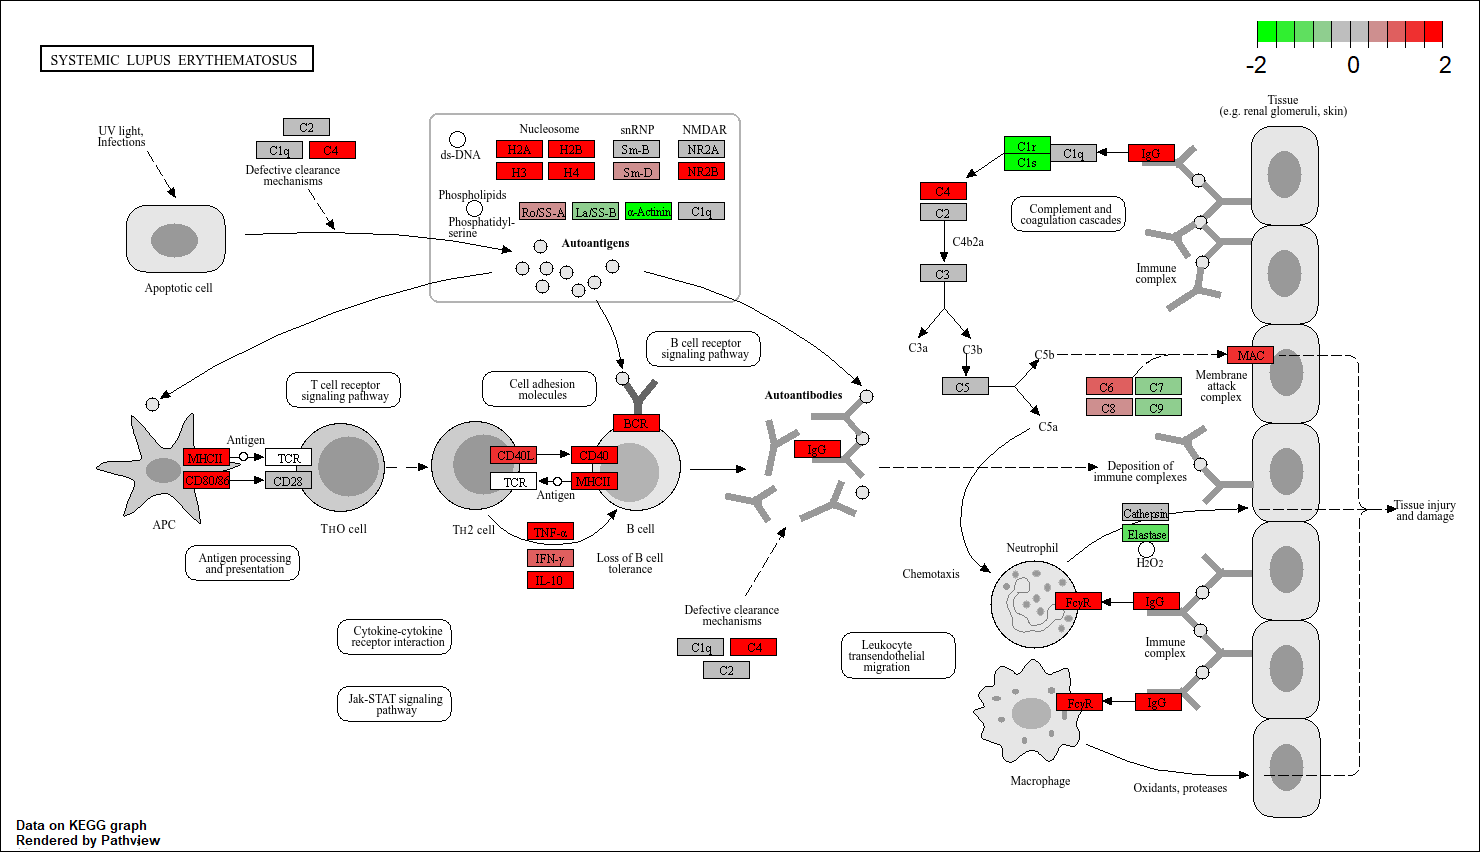 SYSTEMIC LUPUS ERYTHEMATOSUS
-2 0 2
Tissue
(e.g. renal glomeruli, skin)
UV light,
Infections
C2
C1q C4
Defective clearance
mechanisms
Apoptotic cell
ds-DNA
Nucleosome snRNP NMDAR
H2A H2B Sm-B NR2A
H3 H4 Sm-D NR2B
Phospholipids
Phosphatidyl-
serine
Ro/SS-A La/SS-B α-Actinin C1q
Autoantigens
C1r
C1s
C1q
IgG
C4
C2
C4b2a
C3
Complement and
coagulation cascades
Immune
complex
C3a C3b
C5
C5b
C5a
MAC
Membrane
attack
complex
C6 C7
C8 C9
B cell receptor
signaling pathway
T cell receptor
signaling pathway
Cell adhesion
molecules
Autoantibodies
IgG
BCR
MHCII
Antigen
TCR
CD80/86
CD28
APC
TH0 cell
CD40L CD40
TCR
Antigen
MHCII
TH2 cell
B cell
TNF-α
IFN-γ
IL-10
Loss of B cell
tolerance
Antigen processing
and presentation
Cytokine-cytokine
receptor interaction
Jak-STAT signaling
pathway
Defective clearance
mechanisms
C1q C4
C2
Deposition of
immune complexes
Cathepsin
Elastase
H2O2
Tissue injury
and damage
Neutrophil
Chemotaxis
FcγR IgG
Immune
complex
Leukocyte
transendothelial
migration
FcγR IgG
Macrophage
Oxidants, proteases
Data on KEGG graph
Rendered by Pathview